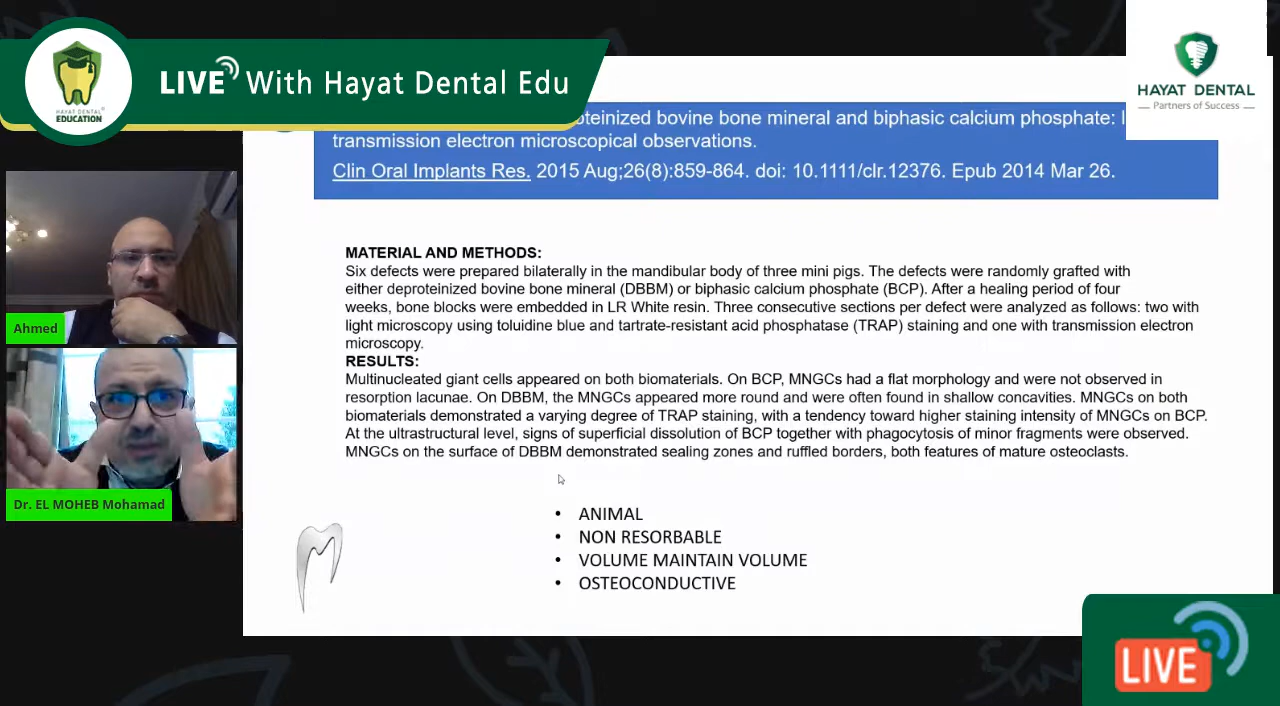 LIVE With Hayat Dental Edu
HAYAT DENTAL
EDUCATION
HAYAT DENTAL
Partners of Success
oteinized bovine bone mineral and biphasic calcium phosphate:
transmission electron microscopical observations.
Clin Oral Implants Res. 2015 Aug;26(8):859-864. doi: 10.1111/clr.12376. Epub 2014 Mar 26.
MATERIAL AND METHODS:
Six defects were prepared bilaterally in the mandibular body of three mini pigs. The defects were randomly grafted with
either deproteinized bovine bone mineral (DBBM) or biphasic calcium phosphate (BCP). After a healing period of four
weeks, bone blocks were embedded in LR White resin. Three consecutive sections per defect were analyzed as follows: two with
light microscopy using toluidine blue and tartrate-resistant acid phosphatase (TRAP) staining and one with transmission electron
microscopy.
RESULTS:
Multinucleated giant cells appeared on both biomaterials. On BCP, MNGCs had a flat morphology and were not observed in
resorption lacunae. On DBBM, the MNGCs appeared more round and were often found in shallow concavities. MNGCs on both
biomaterials demonstrated a varying degree of TRAP staining, with a tendency toward higher staining intensity of MNGCs on BCP.
At the ultrastructural level, signs of superficial dissolution of BCP together with phagocytosis of minor fragments were observed.
MNGCs on the surface of DBBM demonstrated sealing zones and ruffled borders, both features of mature osteoclasts.
• ANIMAL
• NON RESORBABLE
• VOLUME MAINTAIN VOLUME
• OSTEOCONDUCTIVE
Ahmed
Dr. EL MOHEB Mohamad
LIVE